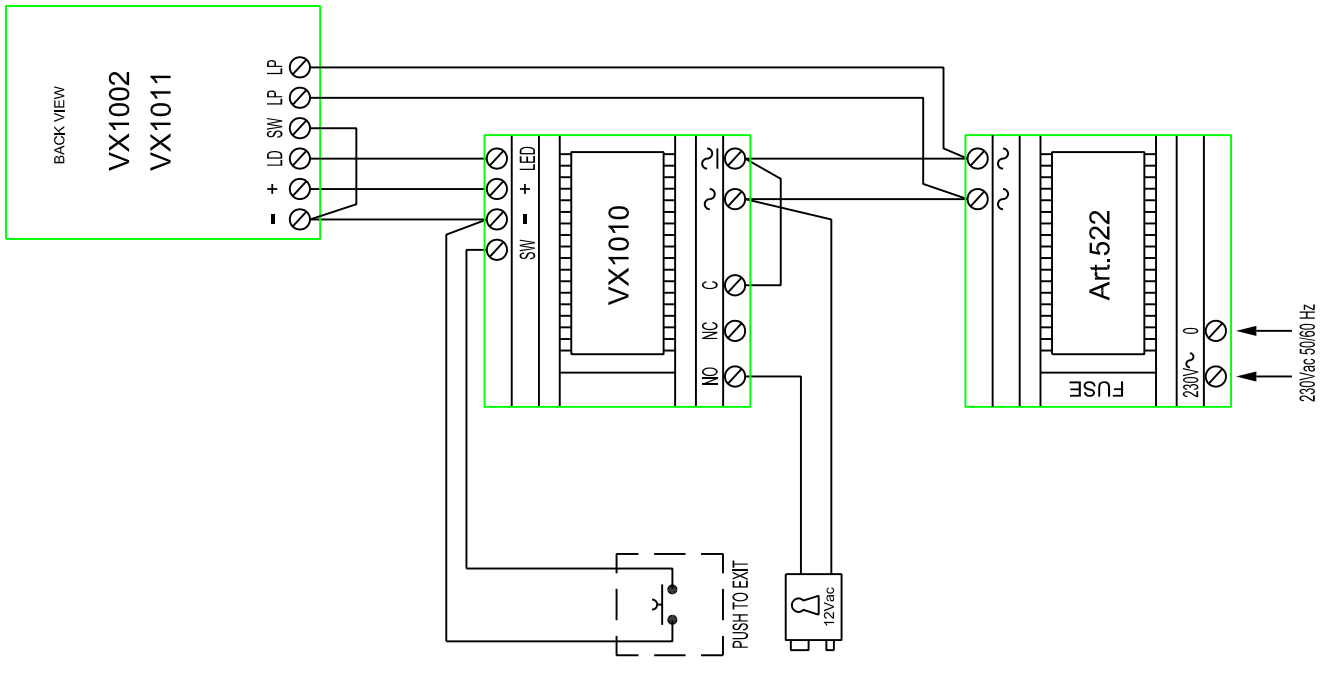 BACK VIEW
VX1002
VX1011
LP
LP
SW
LD
+
-
LED
+
-
SW
VX1010
~|
~
C
NC
NO
~
~
Art.522
FUSE
230V~ 0
230Vac 50/60 Hz
PUSH TO EXIT
12Vac